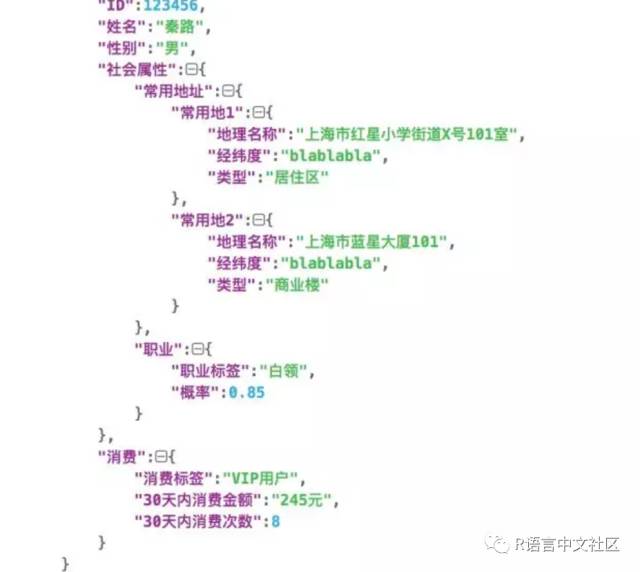 "ID":123456,
"姓名":"秦路",
"性别":"男",
"社会属性":{
"常用地址":{
"常用地1":{
"地理名称":"上海市红星小学街道X号101室",
"经纬度":"blablabla",
"类型":"居住区"
},
"常用地2":{
"地理名称":"上海市蓝星大厦101",
"经纬度":"blablabla",
"类型":"商业楼"
}
},
"职业":{
"职业标签":"白领",
"概率":0.85
}
},
"消费":{
"消费标签":"VIP用户",
"30天内消费金额":"245元",
"30天内消费次数":8
}
}
R语言中文社区